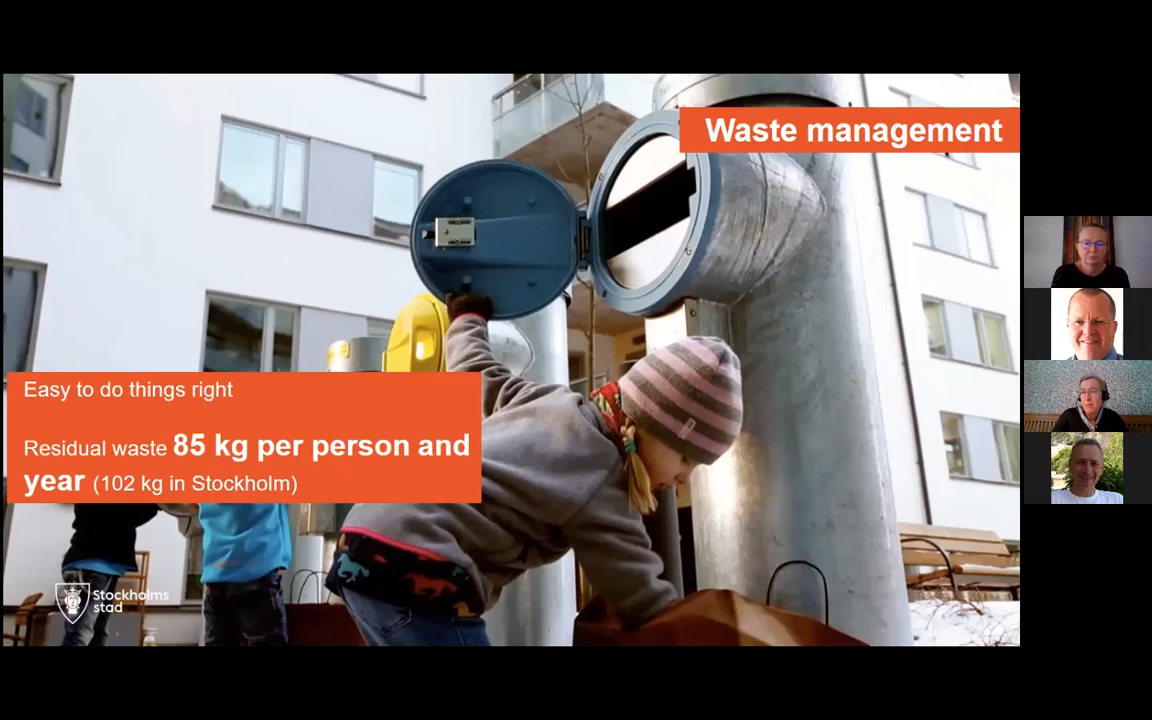 Waste management
Easy to do things right
Residual waste 85 kg per person and
year (102 kg in Stockholm)
Stockholms
stad